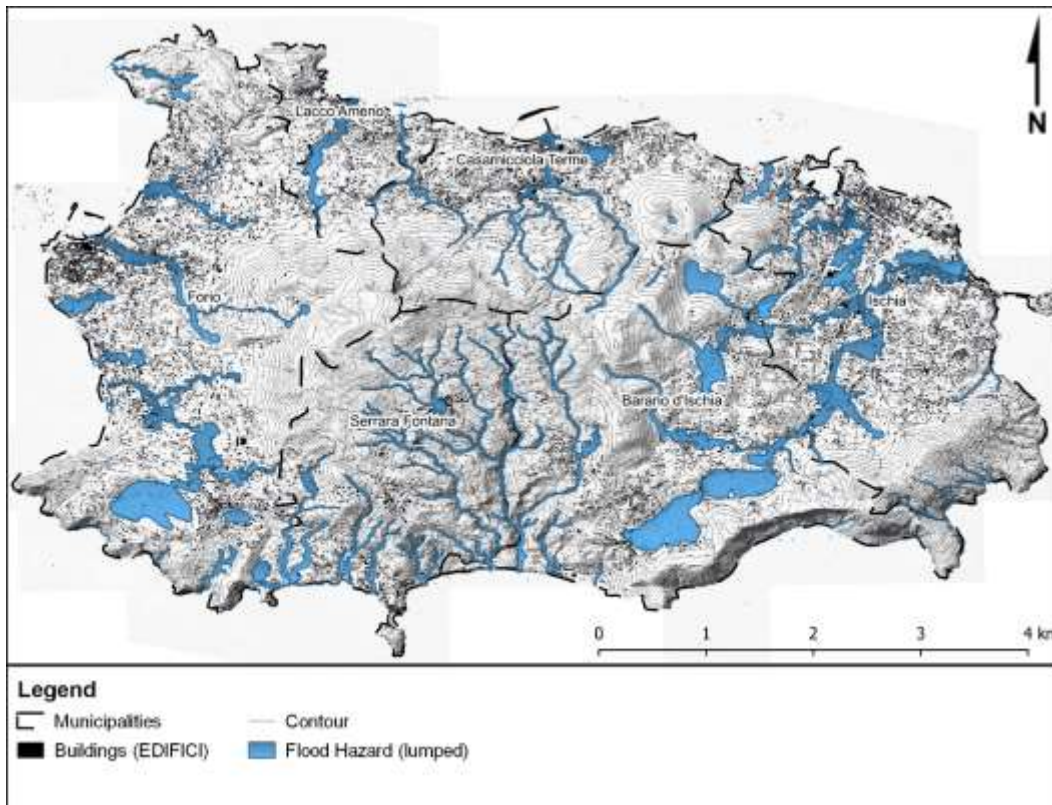 N
Lacco Ameno
Casamicciola Terme
Forio
Ischia
Barano d'Ischia
Serrara Fontana
0 1 2 3 4 km
Legend
Municipalities
Contour
Buildings (EDIFICI)
Flood Hazard (lumped)